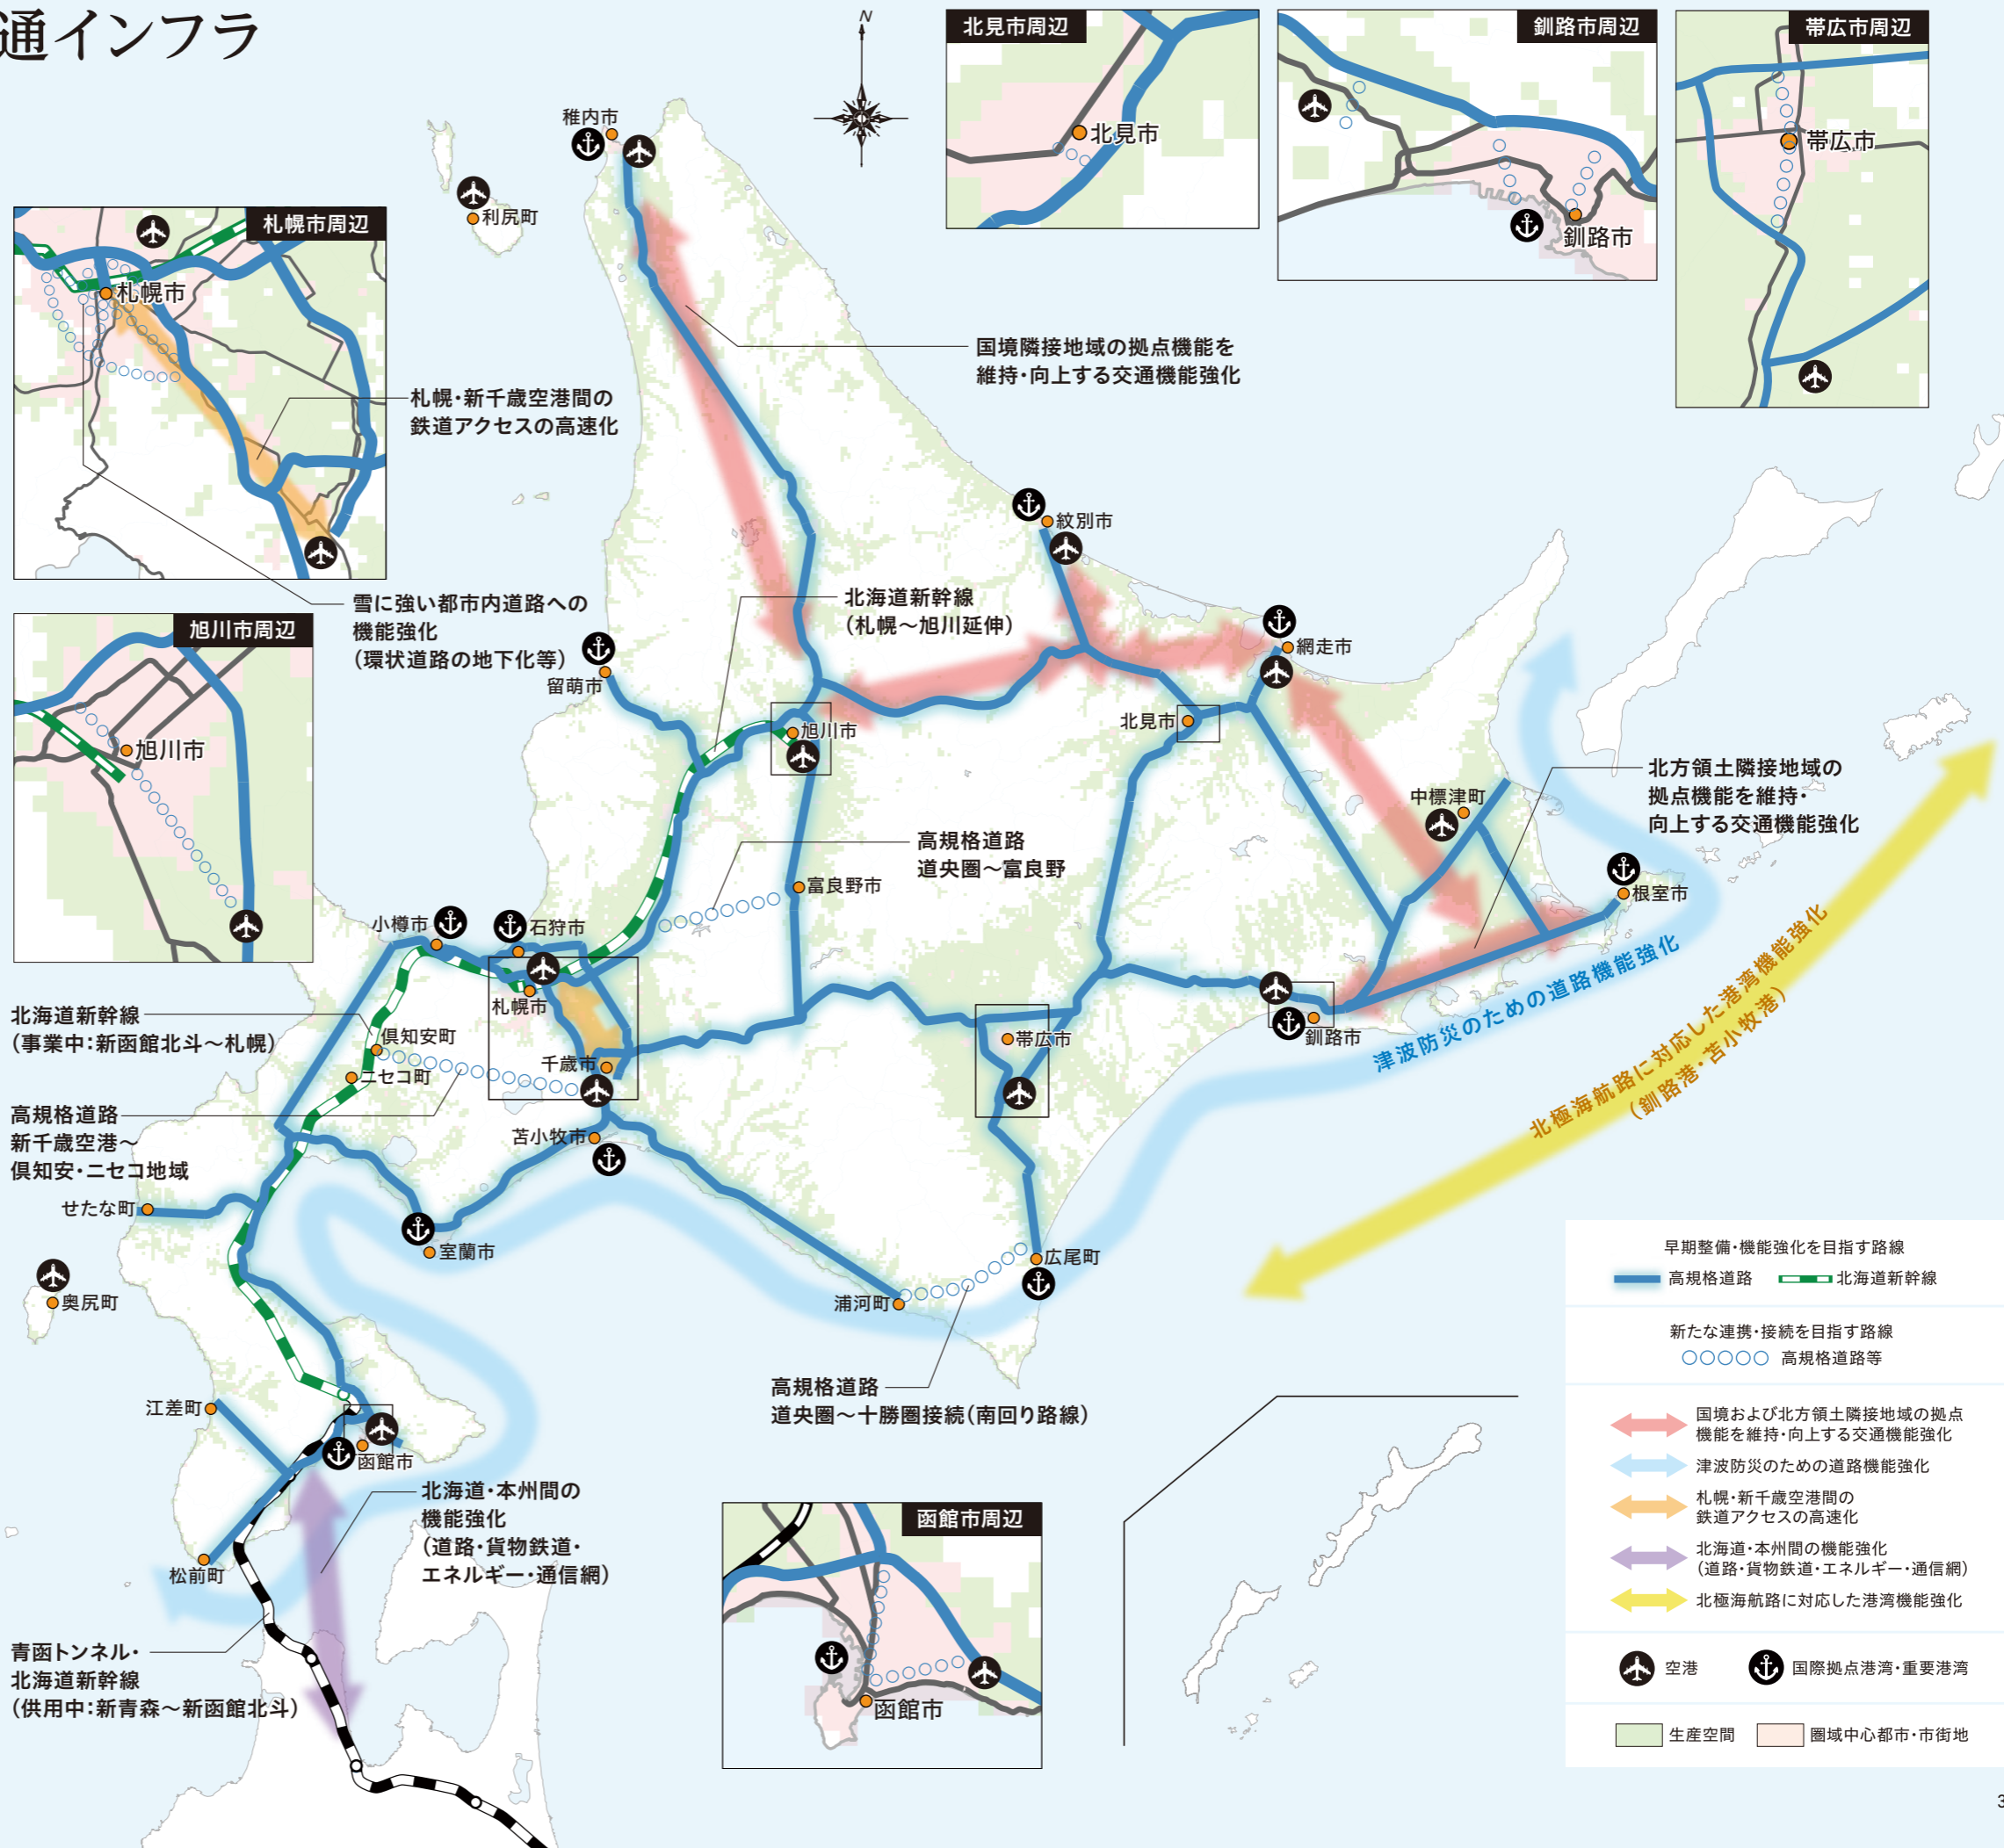 通インフラ
N
北見市周辺
北見市
釧路市周辺
釧路市
帯広市周辺
帯広市
札幌市周辺
札幌市
稚内市
利尻町
国境隣接地域の拠点機能を
維持・向上する交通機能強化
札幌・新千歳空港間の
鉄道アクセスの高速化
紋別市
雪に強い都市内道路への
機能強化
（環状道路の地下化等）
北海道新幹線
（札幌～旭川延伸）
旭川市周辺
旭川市
留萌市
網走市
北見市
旭川市
北方領土隣接地域の
拠点機能を維持・
向上する交通機能強化
中標津町
高規格道路
道央圏～富良野
富良野市
根室市
小樽市
石狩市
札幌市
北海道新幹線
（事業中：新函館北斗～札幌）
倶知安町
ニセコ町
千歳市
帯広市
釧路市
津波防災のための道路機能強化
北極海航路に対応した港湾機能強化
（釧路港・苫小牧港）
高規格道路
新千歳空港～
倶知安・ニセコ地域
苫小牧市
せたな町
室蘭市
奥尻町
浦河町
広尾町
高規格道路
道央圏～十勝圏接続（南回り路線）
江差町
函館市
北海道・本州間の
機能強化
（道路・貨物鉄道・
エネルギー・通信網）
松前町
青函トンネル・
北海道新幹線
（供用中：新青森～新函館北斗）
函館市周辺
函館市
早期整備・機能強化を目指す路線
高規格道路 北海道新幹線
新たな連携・接続を目指す路線
高規格道路等
国境および北方領土隣接地域の拠点
機能を維持・向上する交通機能強化
津波防災のための道路機能強化
札幌・新千歳空港間の
鉄道アクセスの高速化
北海道・本州間の機能強化
（道路・貨物鉄道・エネルギー・通信網）
北極海航路に対応した港湾機能強化
空港 国際拠点港湾・重要港湾
生産空間 圏域中心都市・市街地
3